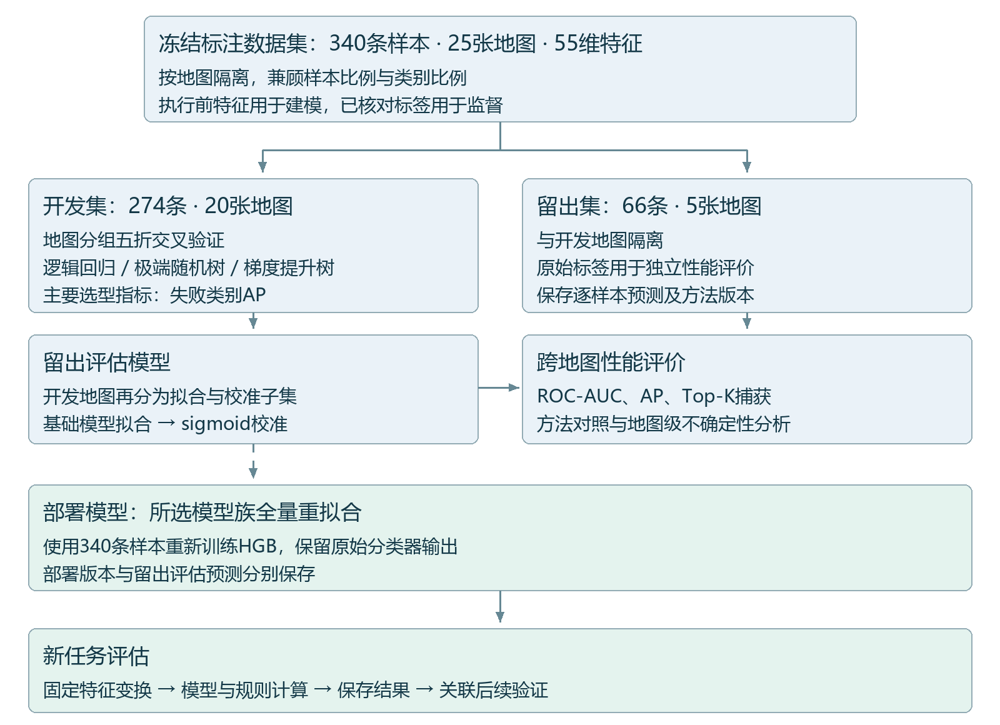 冻结标注数据集：340条样本 · 25张地图 · 55维特征
按地图隔离，兼顾样本比例与类别比例
执行前特征用于建模，已核对标签用于监督
开发集：274条 · 20张地图
地图分组五折交叉验证
逻辑回归 / 极端随机树 / 梯度提升树
主要选型指标：失败类别AP
留出集：66条 · 5张地图
与开发地图隔离
原始标签用于独立性能评价
保存逐样本预测及方法版本
留出评估模型
开发地图再分为拟合与校准子集
基础模型拟合 → sigmoid校准
跨地图性能评价
ROC-AUC、AP、Top-K捕获
方法对照与地图级不确定性分析
部署模型：所选模型族全量重拟合
使用340条样本重新训练HGB，保留原始分类器输出
部署版本与留出评估预测分别保存
新任务评估
固定特征变换 → 模型与规则计算 → 保存结果 → 关联后续验证